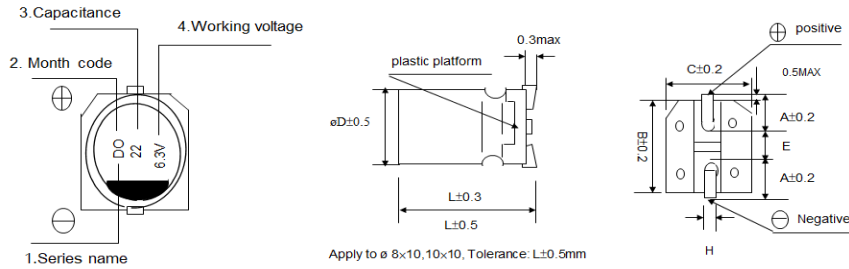 3.Capacitance
4.Working voltage
2. Month code
DO
22
6.3V
1.Series name
0.3max
plastic platform
øD±0.5
L±0.3
L±0.5
Apply to ø 8×10,10×10, Tolerance: L±0.5mm
positive
C±0.2
0.5MAX
A±0.2
B±0.2
E
A±0.2
Negative
H